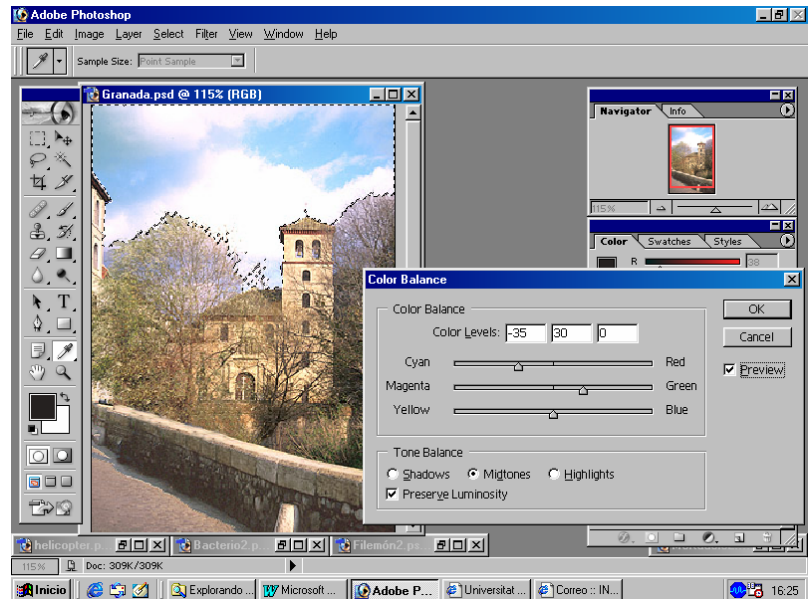 Adobe Photoshop
File Edit Image Layer Select Filter View Window Help
Sample Size: Point Sample
Granada.psd @ 115% (RGB)
Navigator Info
115%
Color Swatches Styles
R 38
Color Balance
Color Balance
Color Levels: -35 30 0
Cyan Red
Magenta Green
Yellow Blue
Tone Balance
Shadows Midtones Highlights
Preserve Luminosity
OK
Cancel
Preview
T
helicopter.p... Bacterio2.p... Filemón2.ps...
115% Doc: 309K/309K
Inicio Explorando ... Microsoft ... Adobe P... Universitat ... Correo :: IN... 16:25